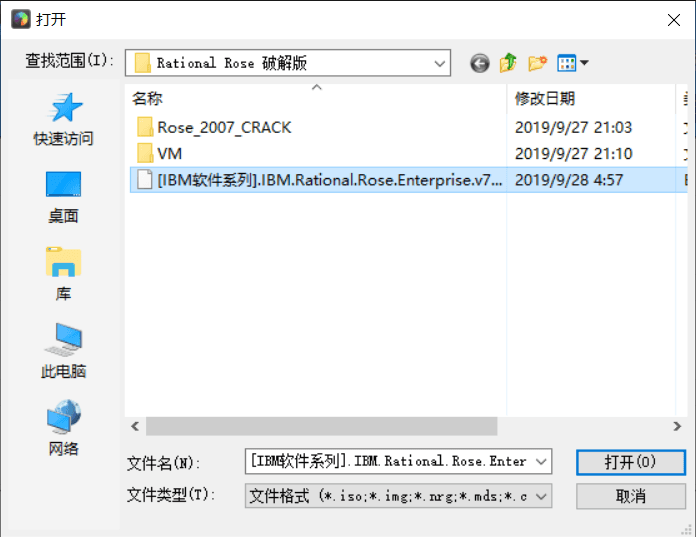 打开
查找范围(I):
Rational Rose 破解版
名称
修改日期
Rose_2007_CRACK
2019/9/27 21:03
VM
2019/9/27 21:10
[IBM软件系列].IBM.Rational.Rose.Enterprise.v7...
2019/9/28 4:57
快速访问
桌面
库
此电脑
网络
文件名(N):
[IBM软件系列].IBM.Rational.Rose.Enter
打开(O)
文件类型(T):
文件格式 (*.iso;*.img;*.nrg;*.mds;*.c
取消